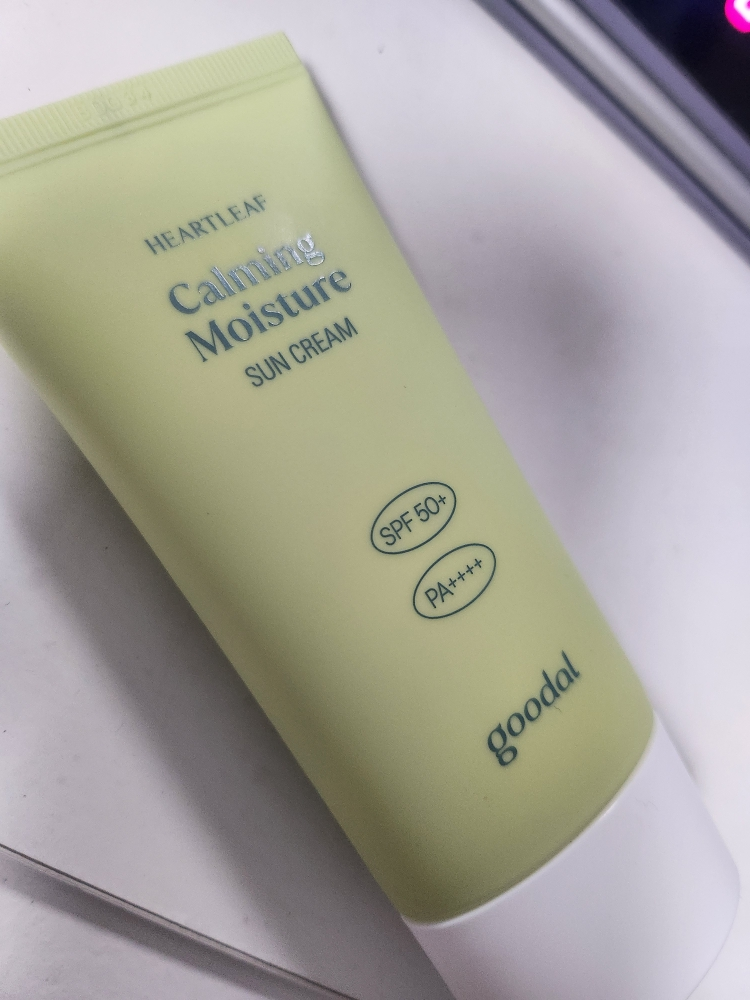 HEARTLEAF
Calming
Moisture
SUN CREAM
SPF 50+
PA++++
goodal